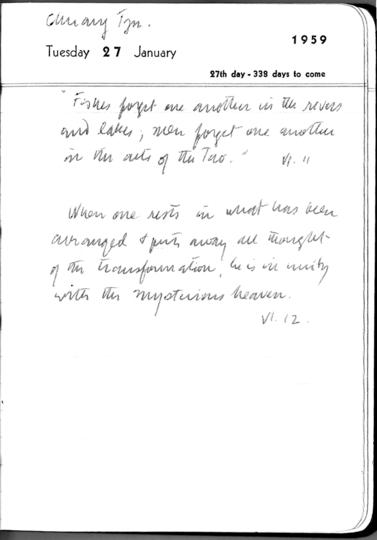 Chuang Tzu.
1959
Tuesday 27 January
27th day - 338 days to come
"Fishes forget one another in the rivers
and lakes; men forget one another
in the arts of the Tao." VI. 11
When one rests in what has been
arranged & puts away all thought
of the transformation, he is in unity
with the mysterious heaven.
VI. 12.